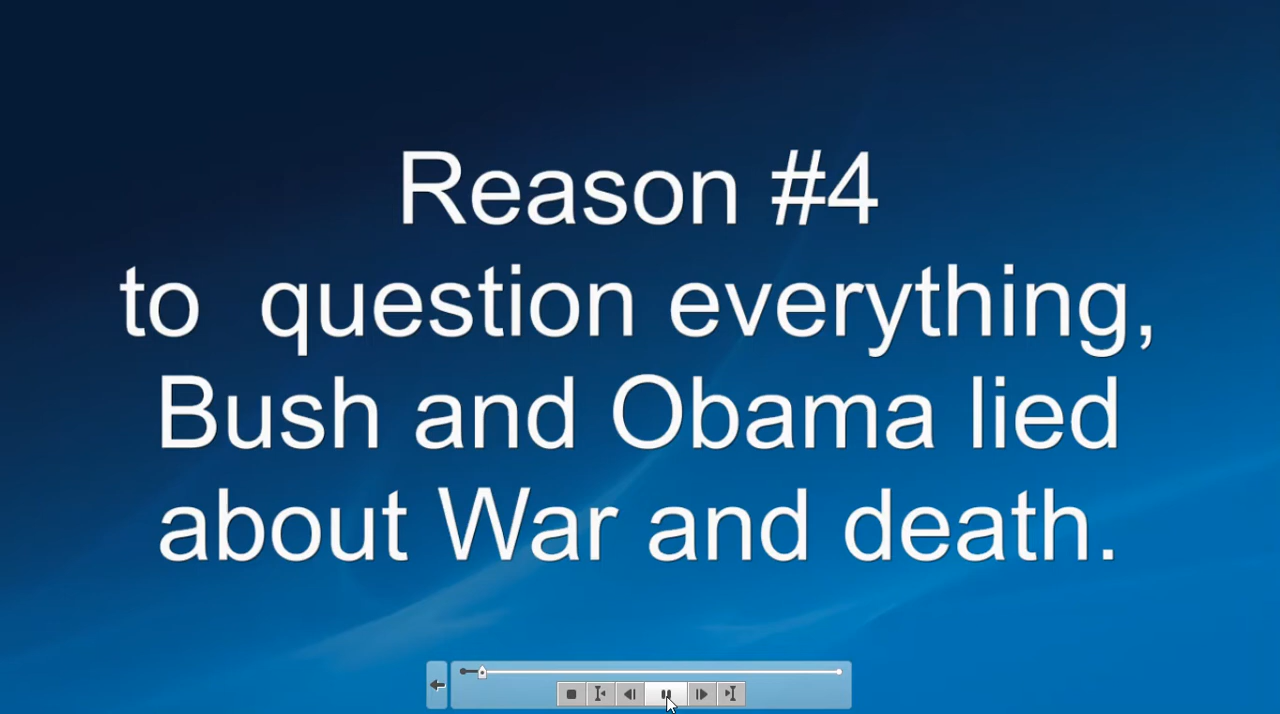 Reason #4
to  question everything,
Bush and Obama lied
about War and death.